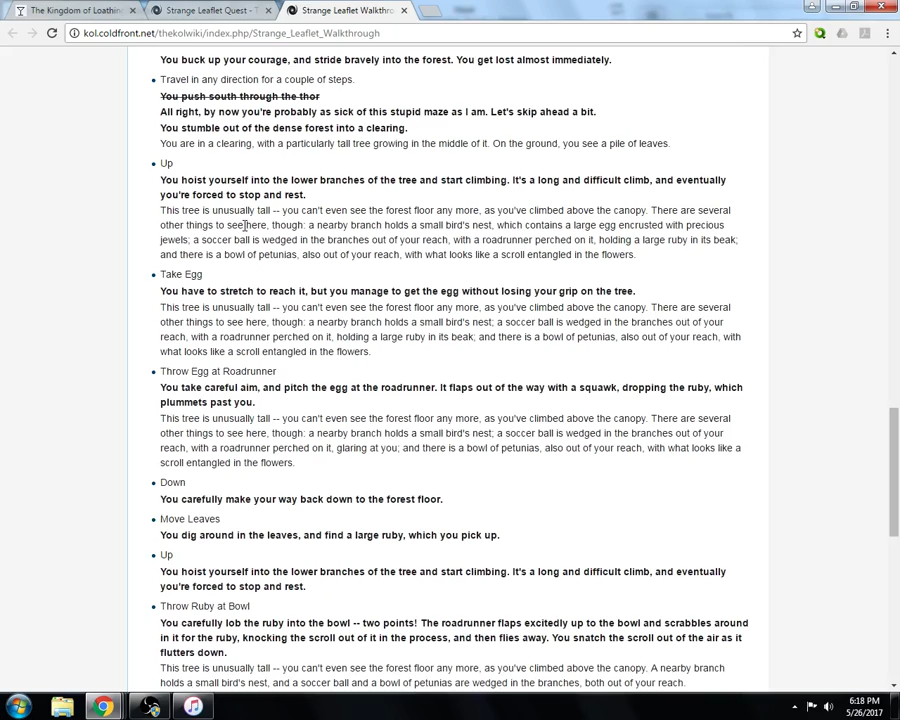 The Kingdom of Loathin
Strange Leaflet Quest - T
Strange Leaflet Walkthro
kol.coldfront.net/thekolwiki/index.php/Strange_Leaflet_Walkthrough
You buck up your courage, and stride bravely into the forest. You get lost almost immediately.
Travel in any direction for a couple of steps.
You push south through the thor
All right, by now you're probably as sick of this stupid maze as I am. Let's skip ahead a bit.
You stumble out of the dense forest into a clearing.
You are in a clearing, with a particularly tall tree growing in the middle of it. On the ground, you see a pile of leaves.
Up
You hoist yourself into the lower branches of the tree and start climbing. It's a long and difficult climb, and eventually
you're forced to stop and rest.
This tree is unusually tall -- you can't even see the forest floor any more, as you've climbed above the canopy. There are several
other things to see here, though: a nearby branch holds a small bird's nest, which contains a large egg encrusted with precious
jewels; a soccer ball is wedged in the branches out of your reach, with a roadrunner perched on it, holding a large ruby in its beak;
and there is a bowl of petunias, also out of your reach, with what looks like a scroll entangled in the flowers.
Take Egg
You have to stretch to reach it, but you manage to get the egg without losing your grip on the tree.
This tree is unusually tall -- you can't even see the forest floor any more, as you've climbed above the canopy. There are several
other things to see here, though: a nearby branch holds a small bird's nest; a soccer ball is wedged in the branches out of your
reach, with a roadrunner perched on it, holding a large ruby in its beak; and there is a bowl of petunias, also out of your reach, with
what looks like a scroll entangled in the flowers.
Throw Egg at Roadrunner
You take careful aim, and pitch the egg at the roadrunner. It flaps out of the way with a squawk, dropping the ruby, which
plummets past you.
This tree is unusually tall -- you can't even see the forest floor any more, as you've climbed above the canopy. There are several
other things to see here, though: a nearby branch holds a small bird's nest; a soccer ball is wedged in the branches out of your
reach, with a roadrunner perched on it, glaring at you; and there is a bowl of petunias, also out of your reach, with what looks like a
scroll entangled in the flowers.
Down
You carefully make your way back down to the forest floor.
Move Leaves
You dig around in the leaves, and find a large ruby, which you pick up.
Up
You hoist yourself into the lower branches of the tree and start climbing. It's a long and difficult climb, and eventually
you're forced to stop and rest.
Throw Ruby at Bowl
You carefully lob the ruby into the bowl -- two points! The roadrunner flaps excitedly up to the bowl and scrabbles around
in it for the ruby, knocking the scroll out of it in the process, and then flies away. You snatch the scroll out of the air as it
flutters down.
This tree is unusually tall -- you can't even see the forest floor any more, as you've climbed above the canopy. A nearby branch
holds a small bird's nest, and a soccer ball and a bowl of petunias are wedged in the branches, both out of your reach.
6:18 PM
5/26/2017